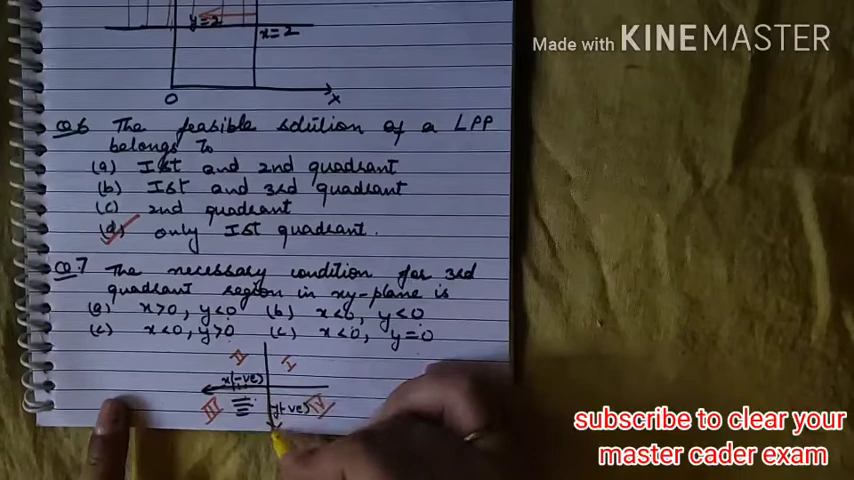 y=2
x=2
O
X
Made with KINEMASTER
Q6 The feasible solution of a LPP
belongs to
(a) Ist and 2nd quadrant
(b) Ist and 3rd quadrant
(c) 2nd quadrant
(d) only Ist quadrant.
Q.7 The necessary condition for 3rd
quadrant region in xy-plane is
(a) x>0, y<0 (b) x<0, y<0
(c) x<0, y>0 (c) x<0, y=0
II I
x(-ve)
III y(-ve) IV
subscribe to clear your
master cader exam